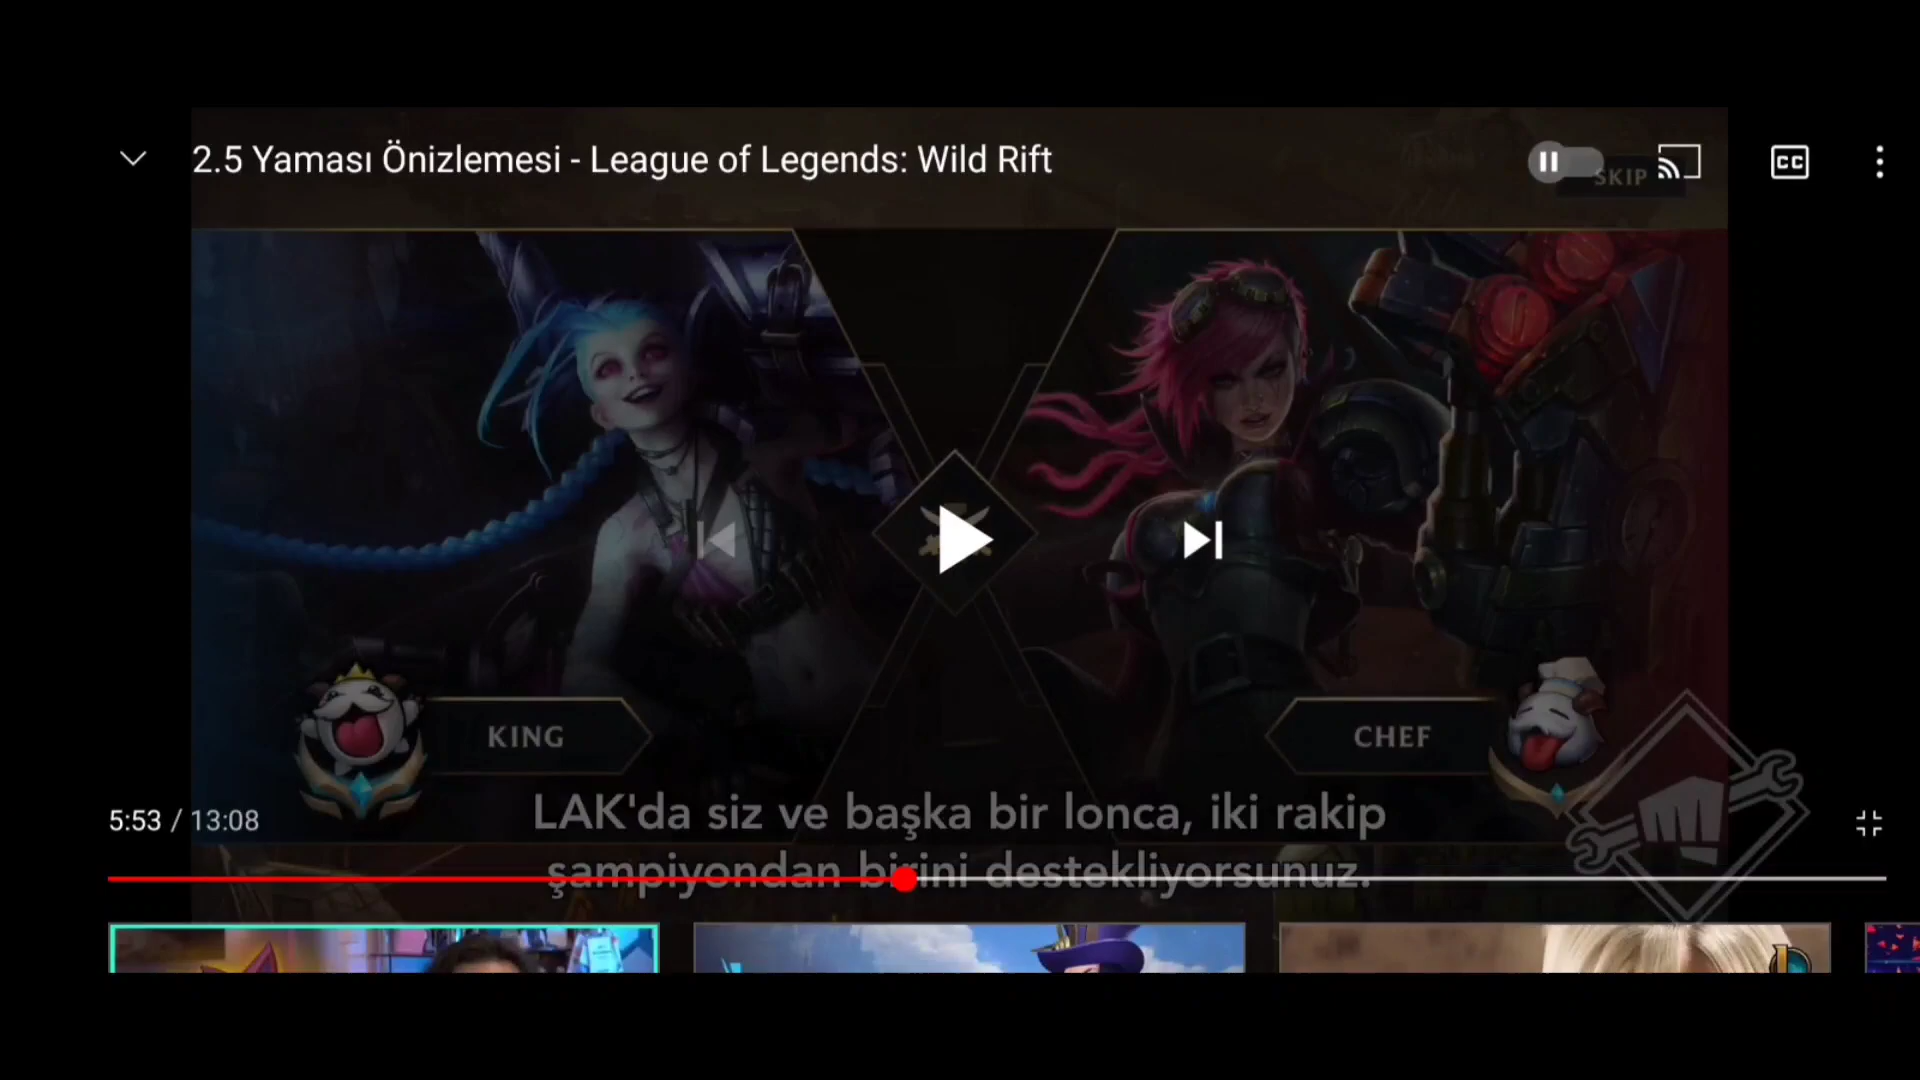 2.5 Yaması Önizlemesi - League of Legends: Wild Rift
SKIP
CC
KING
CHEF
LAK'da siz ve başka bir lonca, iki rakip
şampiyondan birini destekliyorsunuz.
5:53 / 13:08